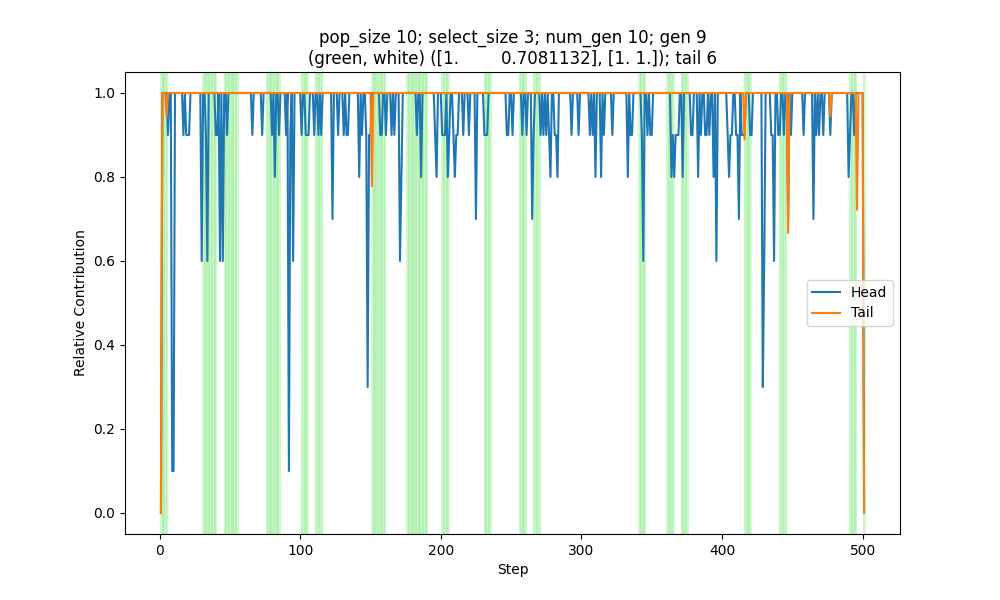 pop_size 10; select_size 3; num_gen 10; gen 9
(green, white) ([1.        0.7081132], [1. 1.]); tail 6
1.0
0.8
0.6
0.4
0.2
0.0
Relative Contribution
Head
Tail
0
100
200
300
400
500
Step